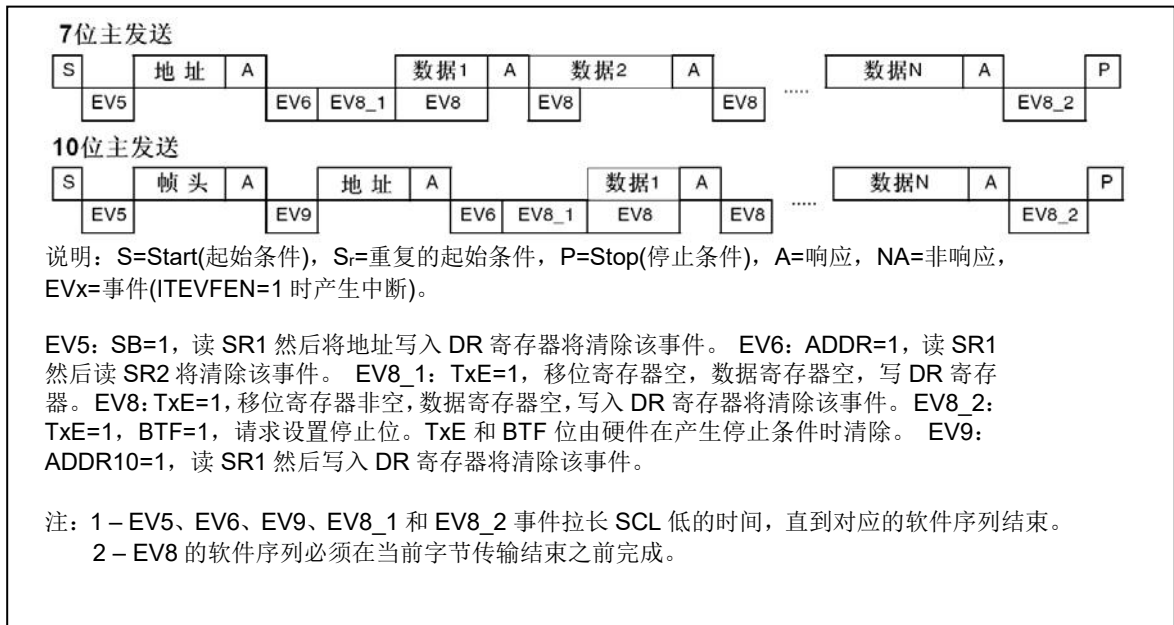 7位主发送
S 地 址 A 数据1 A 数据2 A 数据N A P
EV5 EV6 EV8_1 EV8 EV8 EV8 ..... EV8_2
10位主发送
S 帧 头 A 地 址 A 数据1 A 数据N A P
EV5 EV9 EV6 EV8_1 EV8 EV8 ..... EV8_2
说明：S=Start(起始条件)，Sr=重复的起始条件，P=Stop(停止条件)，A=响应，NA=非响应，
EVx=事件(ITEVFEN=1 时产生中断)。
EV5：SB=1，读 SR1 然后将地址写入 DR 寄存器将清除该事件。 EV6：ADDR=1，读 SR1
然后读 SR2 将清除该事件。 EV8_1：TxE=1，移位寄存器空，数据寄存器空，写 DR 寄存
器。EV8：TxE=1，移位寄存器非空，数据寄存器空，写入 DR 寄存器将清除该事件。EV8_2：
TxE=1，BTF=1，请求设置停止位。TxE 和 BTF 位由硬件在产生停止条件时清除。 EV9：
ADDR10=1，读 SR1 然后写入 DR 寄存器将清除该事件。
注：1 – EV5、EV6、EV9、EV8_1 和 EV8_2 事件拉长 SCL 低的时间，直到对应的软件序列结束。
2 – EV8 的软件序列必须在当前字节传输结束之前完成。